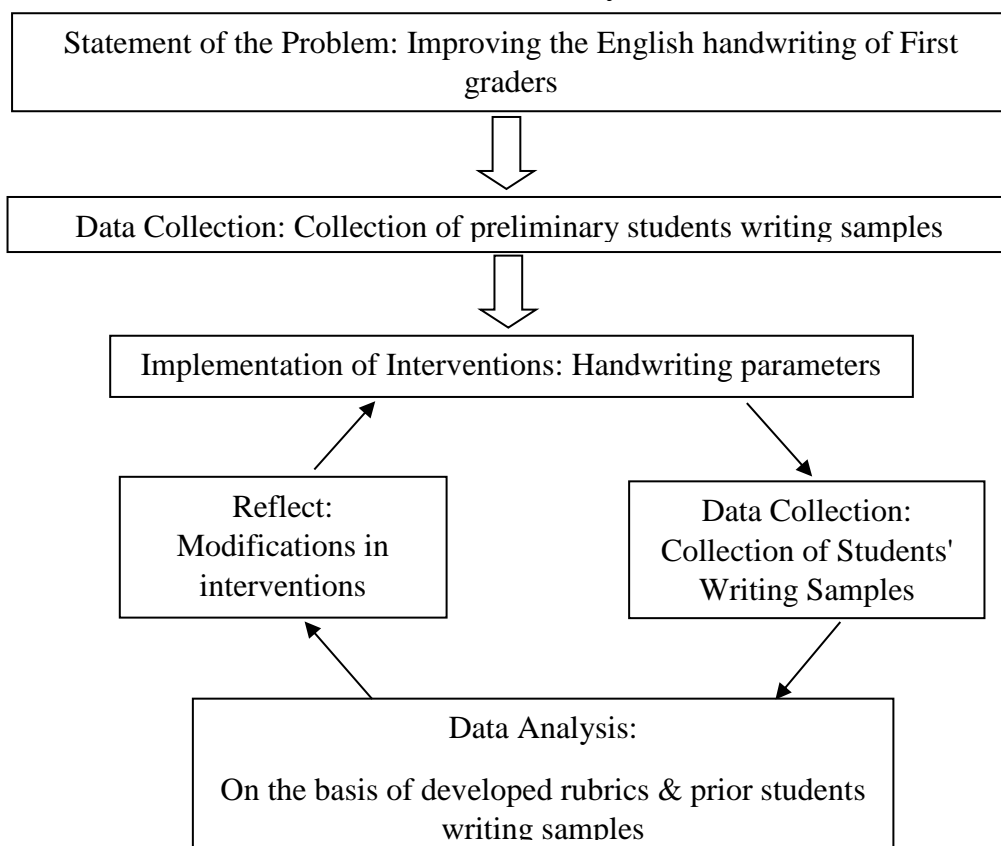 Statement of the Problem: Improving the English handwriting of First
graders
Data Collection: Collection of preliminary students writing samples
Implementation of Interventions: Handwriting parameters
Reflect:
Modifications in
interventions
Data Collection:
Collection of Students'
Writing Samples
Data Analysis:
On the basis of developed rubrics & prior students
writing samples